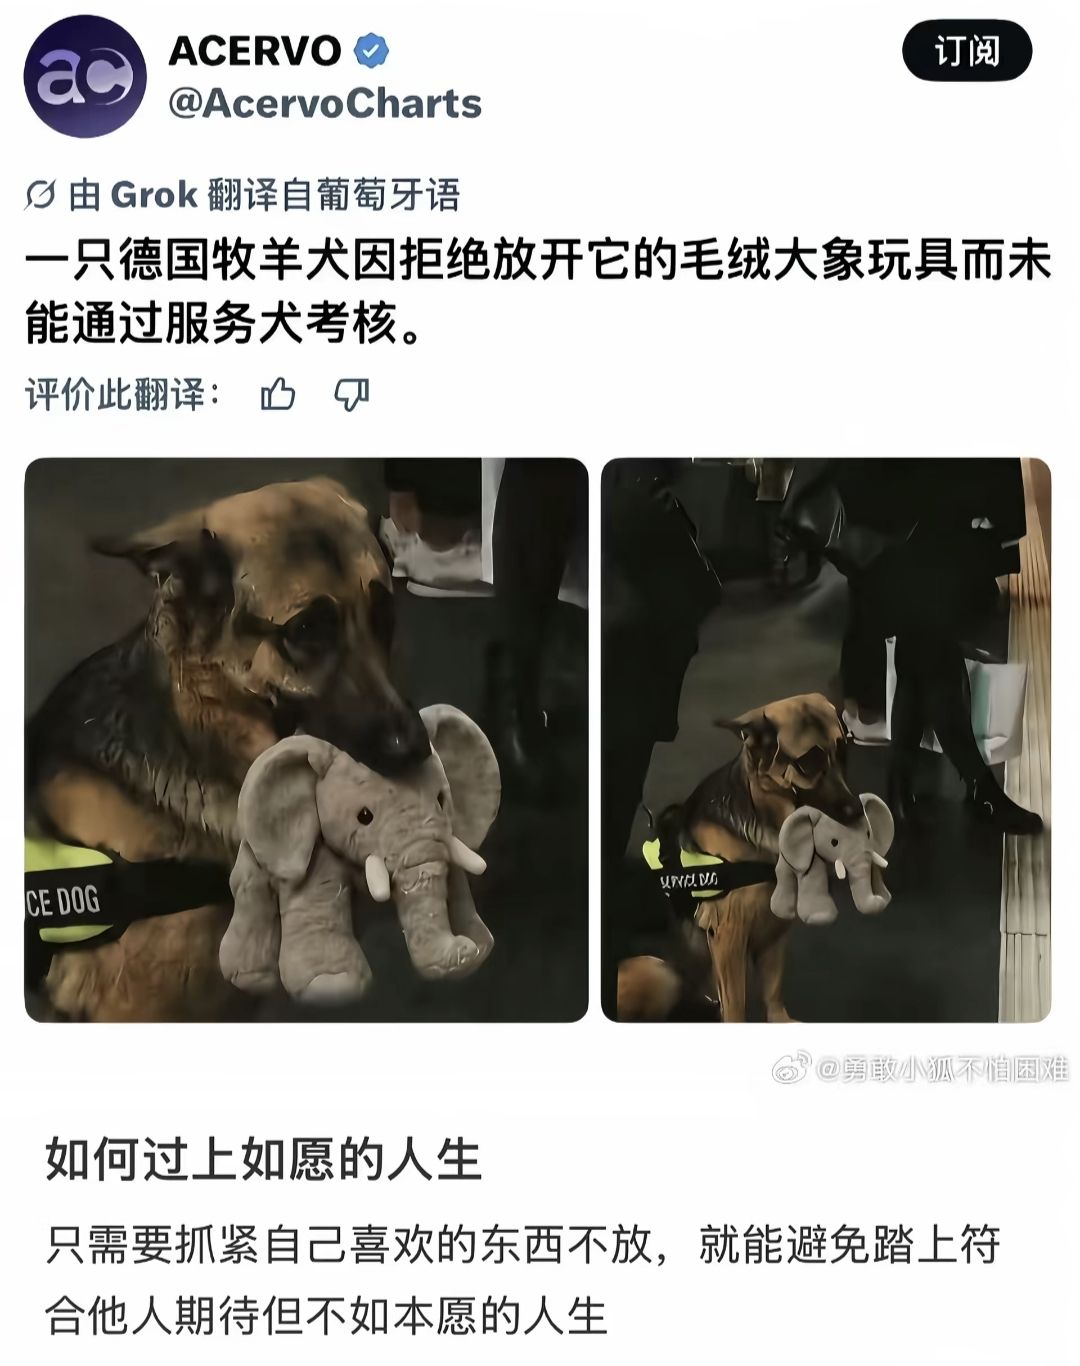 ac
ACERVO
订阅
@AcervoCharts
由 Grok 翻译自葡萄牙语
一只德国牧羊犬因拒绝放开它的毛绒大象玩具而未
能通过服务犬考核。
评价此翻译：
CE DOG
@勇敢小狐不怕困难
如何过上如愿的人生
只需要抓紧自己喜欢的东西不放，就能避免踏上符
合他人期待但不如本愿的人生